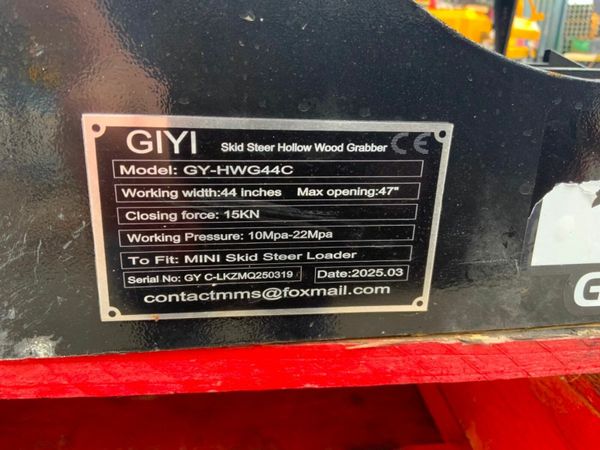 GIYI Skid Steer Hollow Wood Grabber CE
Model: GY-HWG44C
Working width:44 inches Max opening:47"
Closing force: 15KN
Working Pressure: 10Mpa-22Mpa
To Fit: MINI Skid Steer Loader
Serial No: GY C-LKZMQ250319 Date:2025.03
contactmms@foxmail.com
G